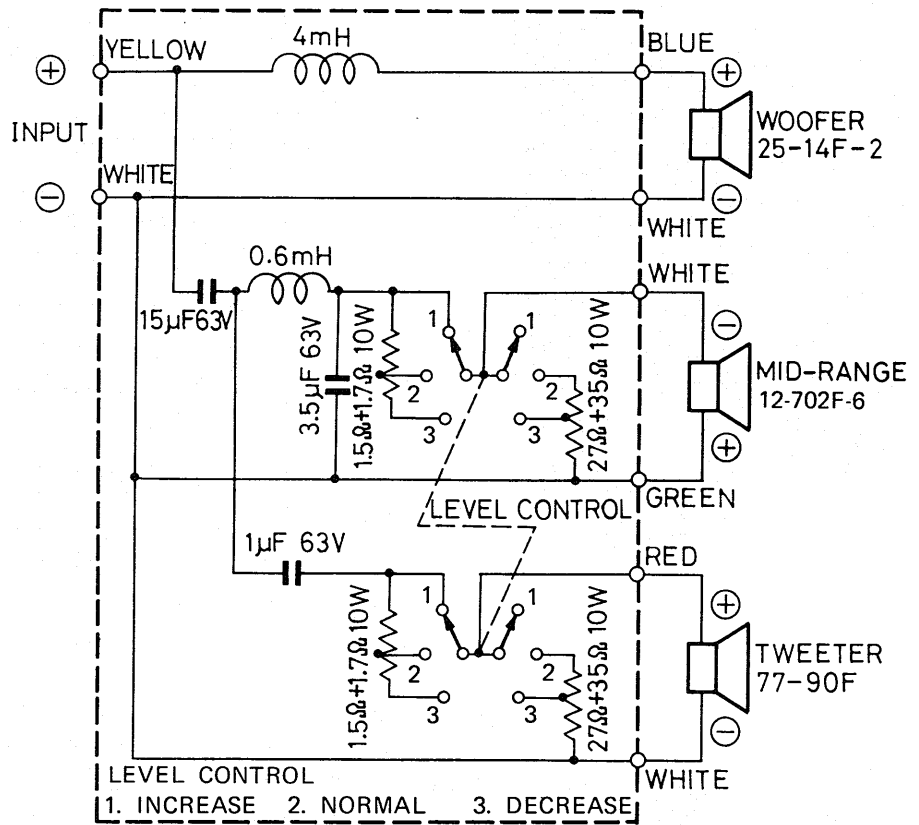 YELLOW
4mH
BLUE
⊕
⊕
INPUT
WOOFER
25-14F-2
WHITE
⊖
⊖
WHITE
0.6mH
WHITE
15μF63V
⊖
1
1
3.5μF 63V
1.5Ω+1.7Ω 10W
2
2
27Ω+35Ω 10W
MID-RANGE
12-702F-6
3
3
⊕
GREEN
LEVEL CONTROL
1μF 63V
RED
⊕
1
1
1.5Ω+1.7Ω 10W
2
2
27Ω+35Ω 10W
TWEETER
77-90F
3
3
⊖
WHITE
LEVEL CONTROL
1. INCREASE 2. NORMAL 3. DECREASE